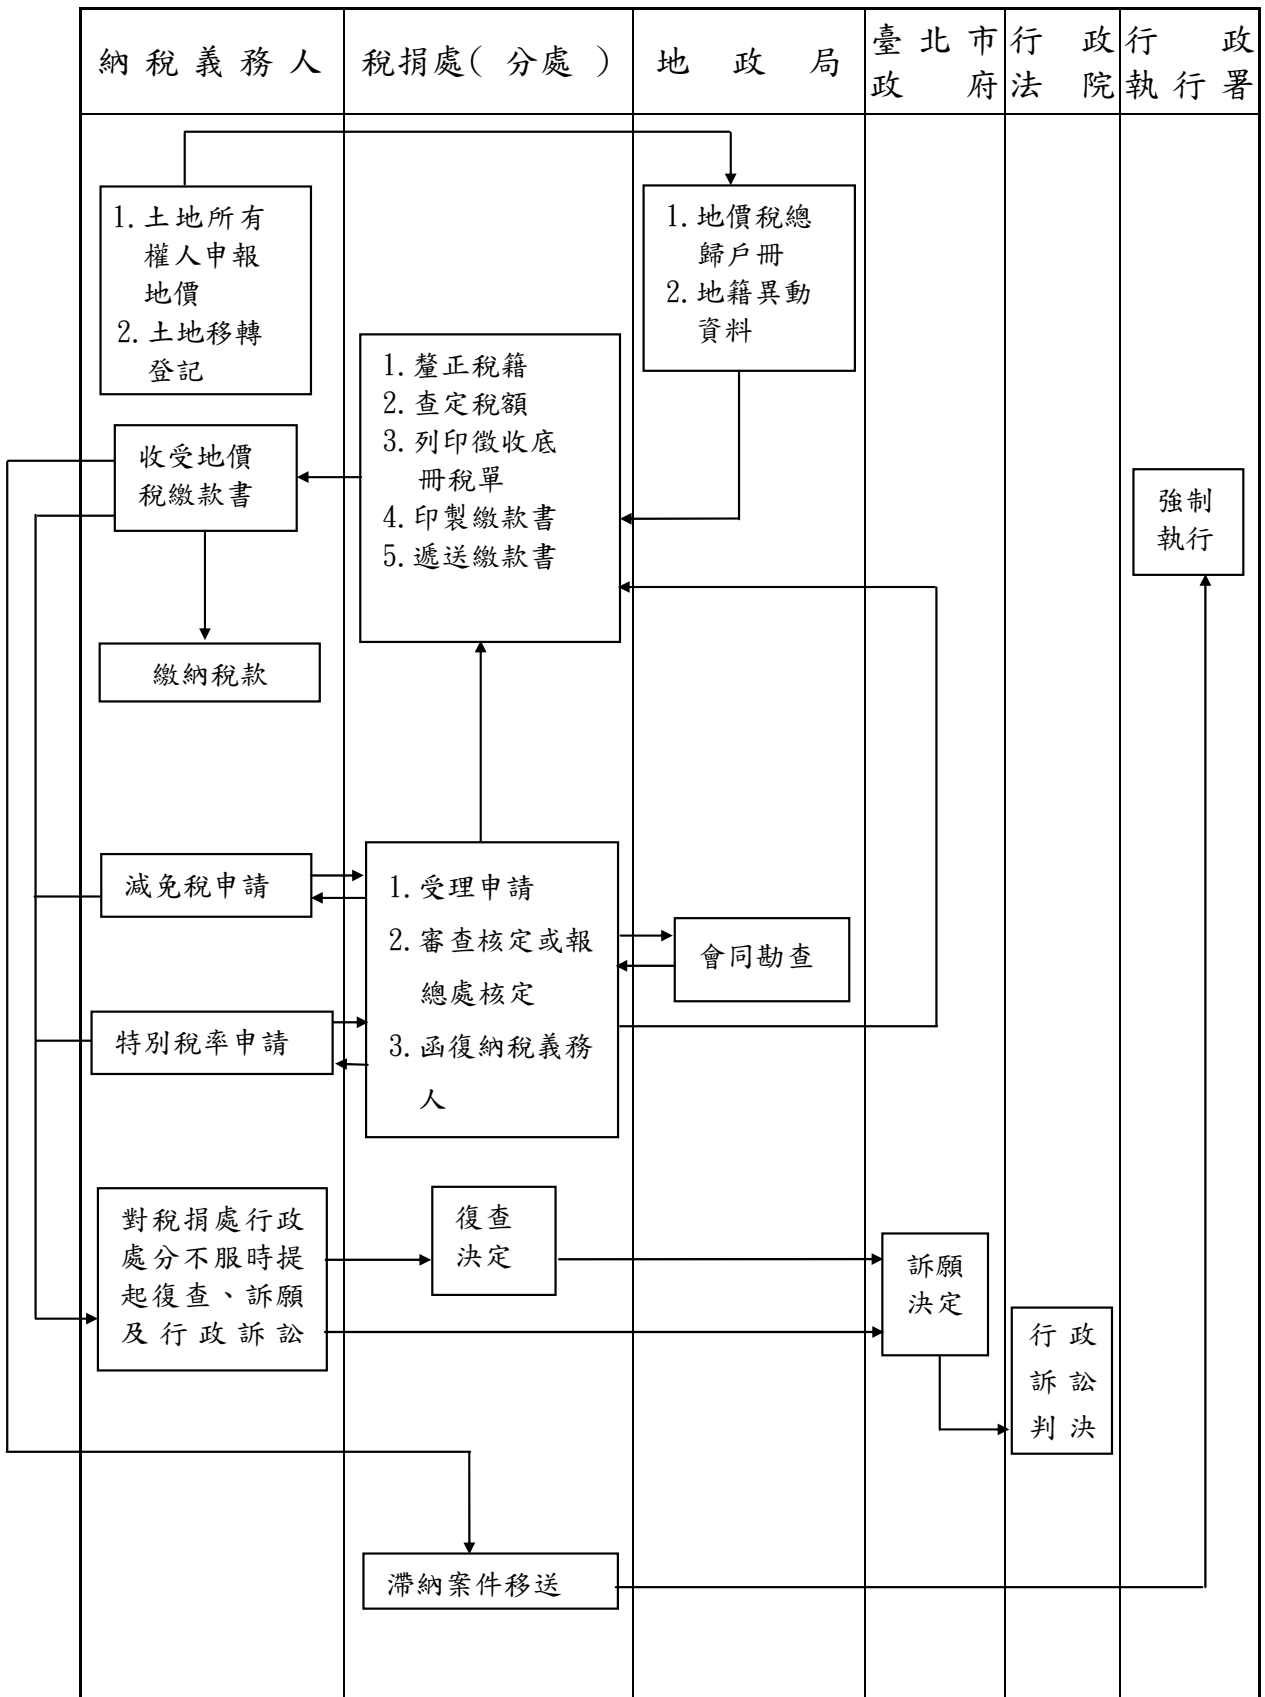 納稅義務人
稅捐處( 分處 )
地政局
臺北市
政府
行政
法院
行政
執行署
1.土地所有
權人申報
地價
2.土地移轉
登記
1.地價稅總
歸戶冊
2.地籍異動
資料
1.釐正稅籍
2.查定稅額
3.列印徵收底
冊稅單
4.印製繳款書
5.遞送繳款書
收受地價
稅繳款書
強制
執行
繳納稅款
減免稅申請
1.受理申請
2.審查核定或報
總處核定
3.函復納稅義務
人
會同勘查
特別稅率申請
對稅捐處行政
處分不服時提
起復查、訴願
及行政訴訟
復查
決定
訴願
決定
行政
訴訟
判決
滯納案件移送